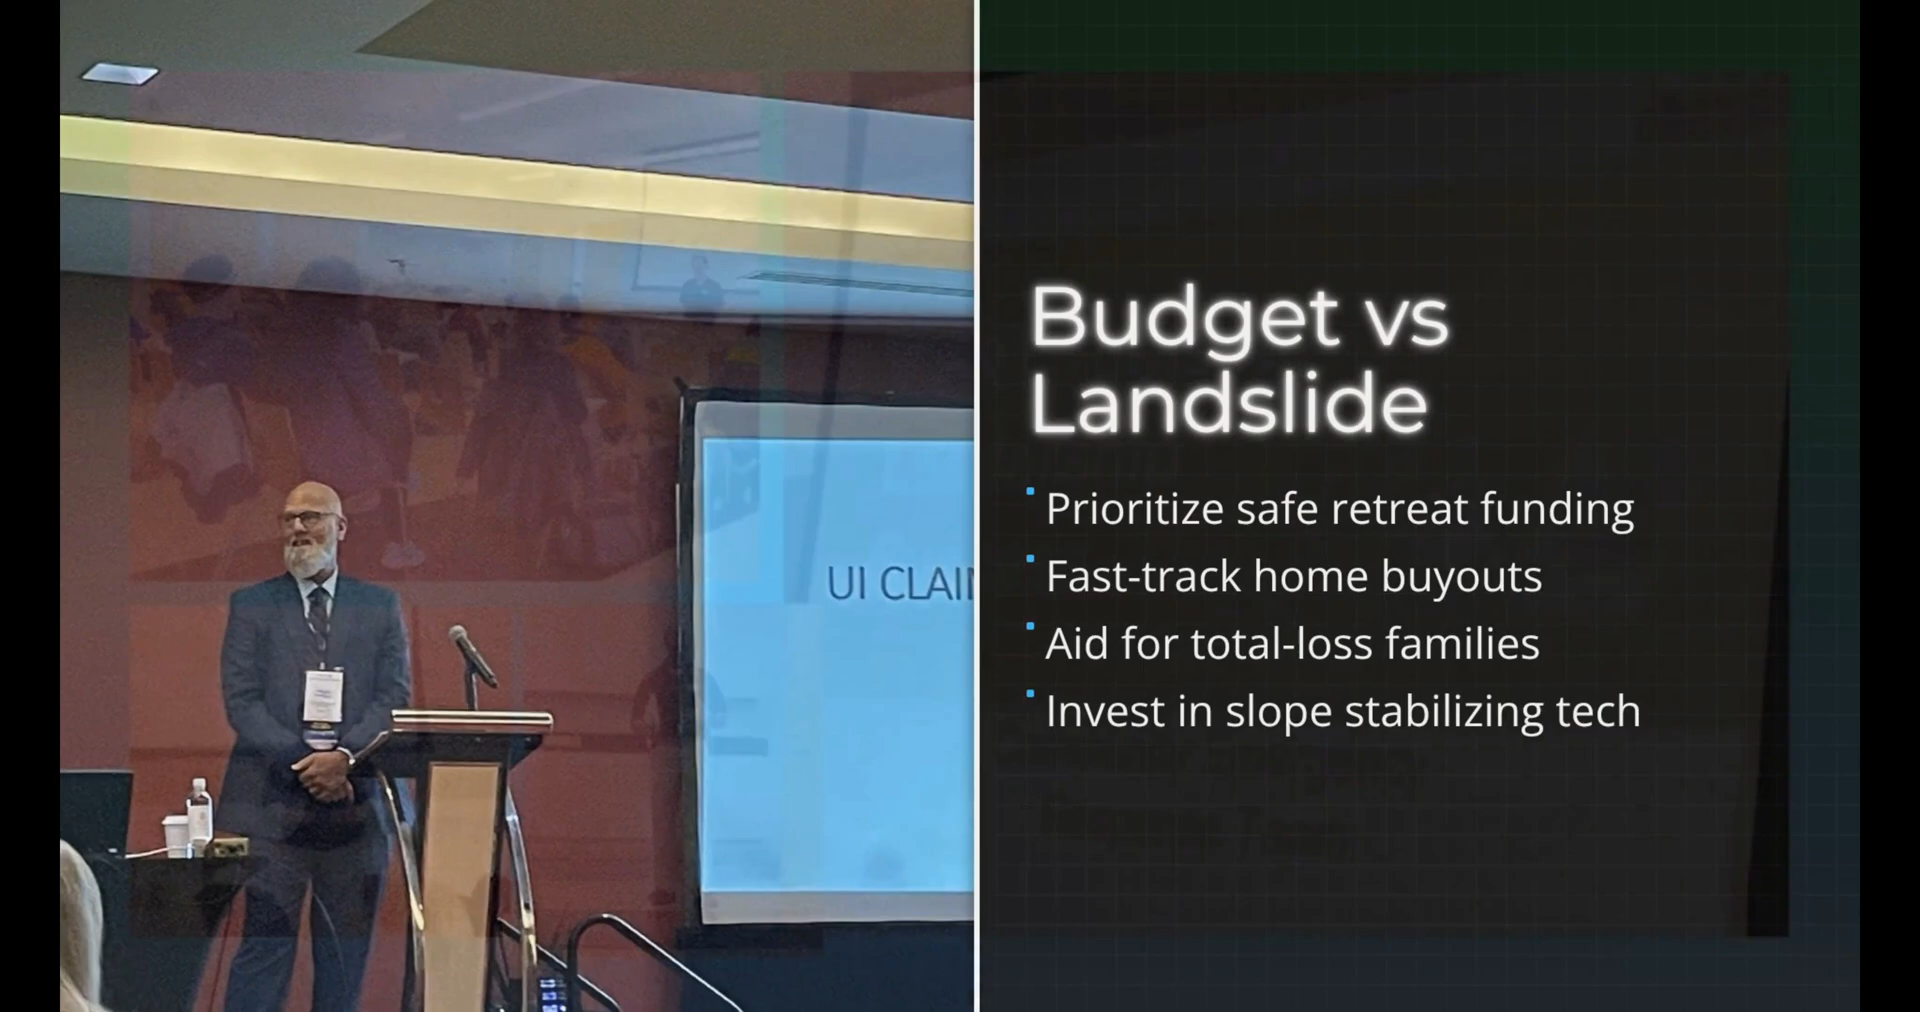 UI CLAIM
Budget vs
Landslide
Prioritize safe retreat funding
Fast-track home buyouts
Aid for total-loss families
Invest in slope stabilizing tech